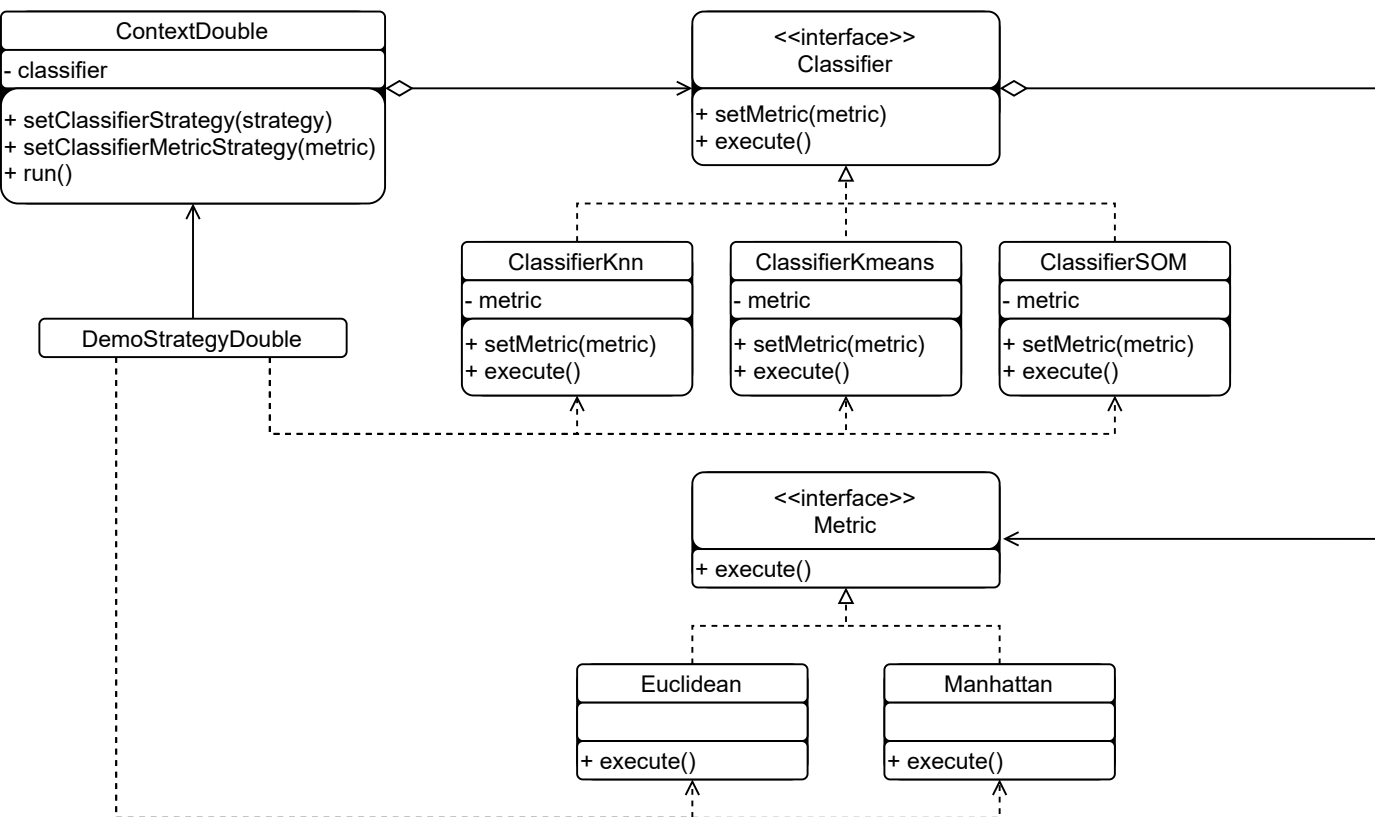 ContextDouble
- classifier
+ setClassifierStrategy(strategy)
+ setClassifierMetricStrategy(metric)
+ run()
<<interface>>
Classifier
+ setMetric(metric)
+ execute()
DemoStrategyDouble
ClassifierKnn
- metric
+ setMetric(metric)
+ execute()
ClassifierKmeans
- metric
+ setMetric(metric)
+ execute()
ClassifierSOM
- metric
+ setMetric(metric)
+ execute()
<<interface>>
Metric
+ execute()
Euclidean
+ execute()
Manhattan
+ execute()